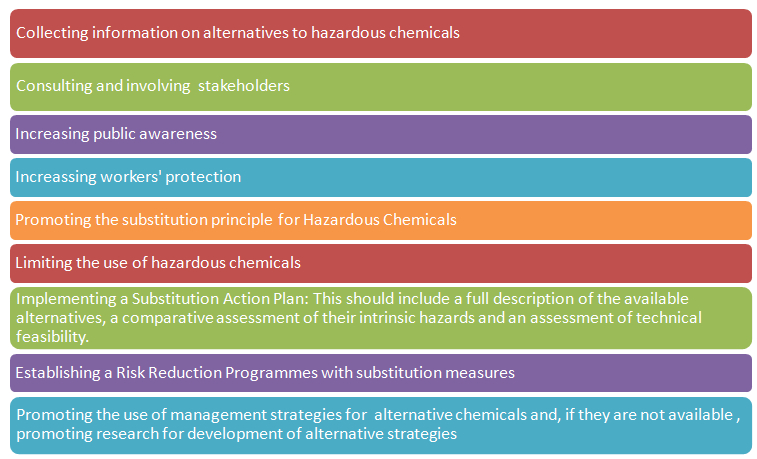 Collecting information on alternatives to hazardous chemicals
Consulting and involving  stakeholders
Increasing public awareness
Increassing workers' protection
Promoting the substitution principle for Hazardous Chemicals
Limiting the use of hazardous chemicals
Implementing a Substitution Action Plan: This should include a full description of the available
alternatives, a comparative assessment of their intrinsic hazards and an assessment of technical
feasibility.
Establishing a Risk Reduction Programmes with substitution measures
Promoting the use of management strategies for  alternative chemicals and, if they are not available ,
promoting research for development of alternative strategies